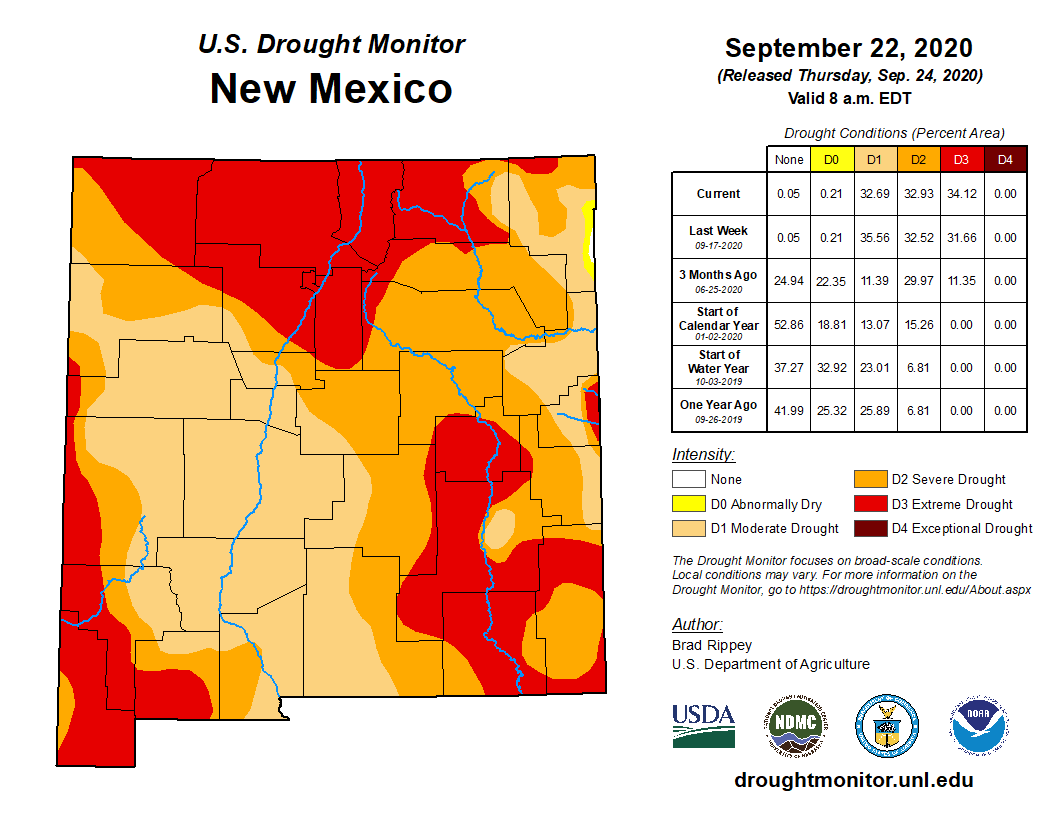 U.S. Drought Monitor
New Mexico
September 22, 2020
(Released Thursday, Sep. 24, 2020)
Valid 8 a.m. EDT
Drought Conditions (Percent Area)
None D0 D1 D2 D3 D4
Current 0.05 0.21 32.69 32.93 34.12 0.00
Last Week 0.05 0.21 35.56 32.52 31.66 0.00
09-17-2020
3 Months Ago 24.94 22.35 11.39 29.97 11.35 0.00
06-25-2020
Start of
Calendar Year 52.86 18.81 13.07 15.26 0.00 0.00
01-02-2020
Start of
Water Year 37.27 32.92 23.01 6.81 0.00 0.00
10-03-2019
One Year Ago 41.99 25.32 25.89 6.81 0.00 0.00
09-26-2019
Intensity:
None
D0 Abnormally Dry
D1 Moderate Drought
D2 Severe Drought
D3 Extreme Drought
D4 Exceptional Drought
The Drought Monitor focuses on broad-scale conditions.
Local conditions may vary. For more information on the
Drought Monitor, go to https://droughtmonitor.unl.edu/About.aspx
Author:
Brad Rippey
U.S. Department of Agriculture
USDA
NDMC
NOAA
droughtmonitor.unl.edu